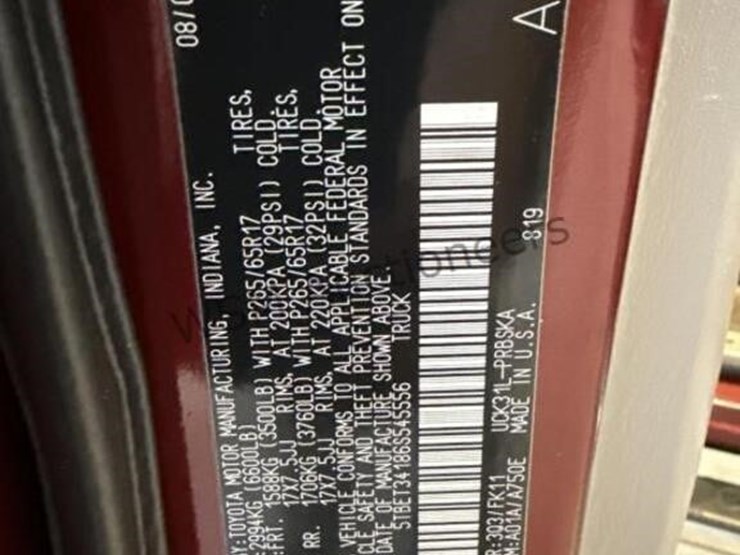 08/0
Y:TOYOTA MOTOR MANUFACTURING, INDIANA, INC.
2994KG (6600LB)
:FRT. 1588KG (3500LB) WITH P265/65R17 TIRES,
17X7.5JJ RIMS, AT 200KPA (29PSI) COLD.
RR. 1706KG (3760LB) WITH P265/65R17 TIRES,
17X7.5JJ RIMS, AT 220KPA (32PSI) COLD.
VEHICLE CONFORMS TO ALL APPLICABLE FEDERAL MOTOR
CLE SAFETY AND THEFT PREVENTION STANDARDS IN EFFECT ON
DATE OF MANUFACTURE SHOWN ABOVE.
5TBET34186S545556 TRUCK
R:3Q3/FK11 UCK31L-PRBSKA
:A01A/A750E MADE IN U.S.A. 819 A